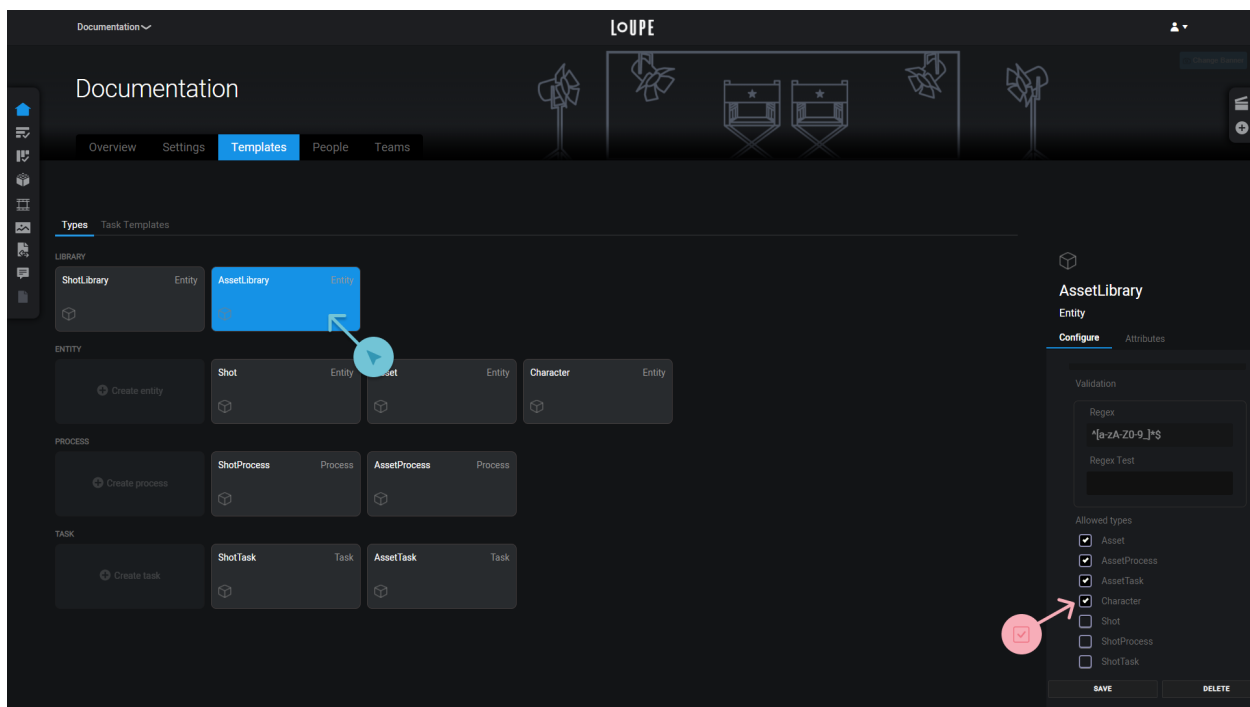 Documentation
LOUPE
Change Banner
Documentation
Overview Settings Templates People Teams
Types Task Templates
LIBRARY
ShotLibrary Entity AssetLibrary Entity
ENTITY
Create entity
Shot Entity
set Entity
Character Entity
PROCESS
Create process
ShotProcess Process AssetProcess Process
TASK
Create task
ShotTask Task AssetTask Task
AssetLibrary
Entity
Configure Attributes
Validation
Regex
^[a-zA-Z0-9_]*$
Regex Test
Allowed types
Asset
AssetProcess
AssetTask
Character
Shot
ShotProcess
ShotTask
SAVE DELETE